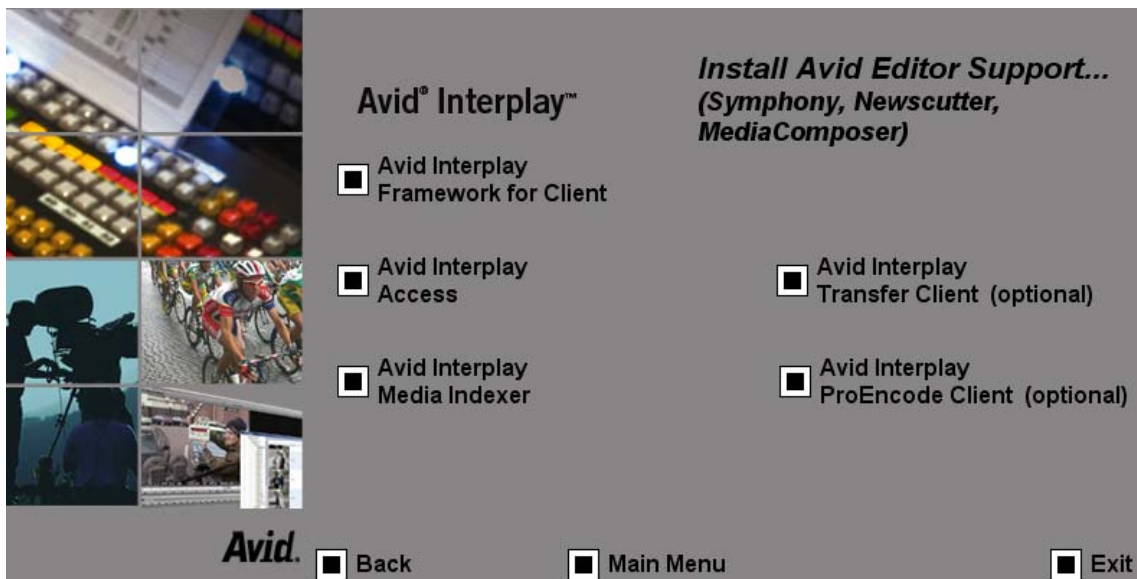 Avid® Interplay™
Install Avid Editor Support...
(Symphony, Newscutter,
MediaComposer)
Avid Interplay
Framework for Client
Avid Interplay
Access
Avid Interplay
Transfer Client (optional)
Avid Interplay
Media Indexer
Avid Interplay
ProEncode Client (optional)
Avid.
Back
Main Menu
Exit